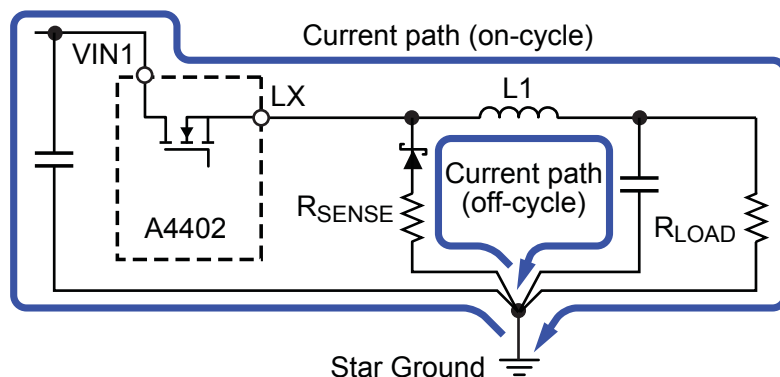 Current path (on-cycle)
VIN1
LX
L1
Current path
(off-cycle)
RSENSE
A4402
RLOAD
Star Ground